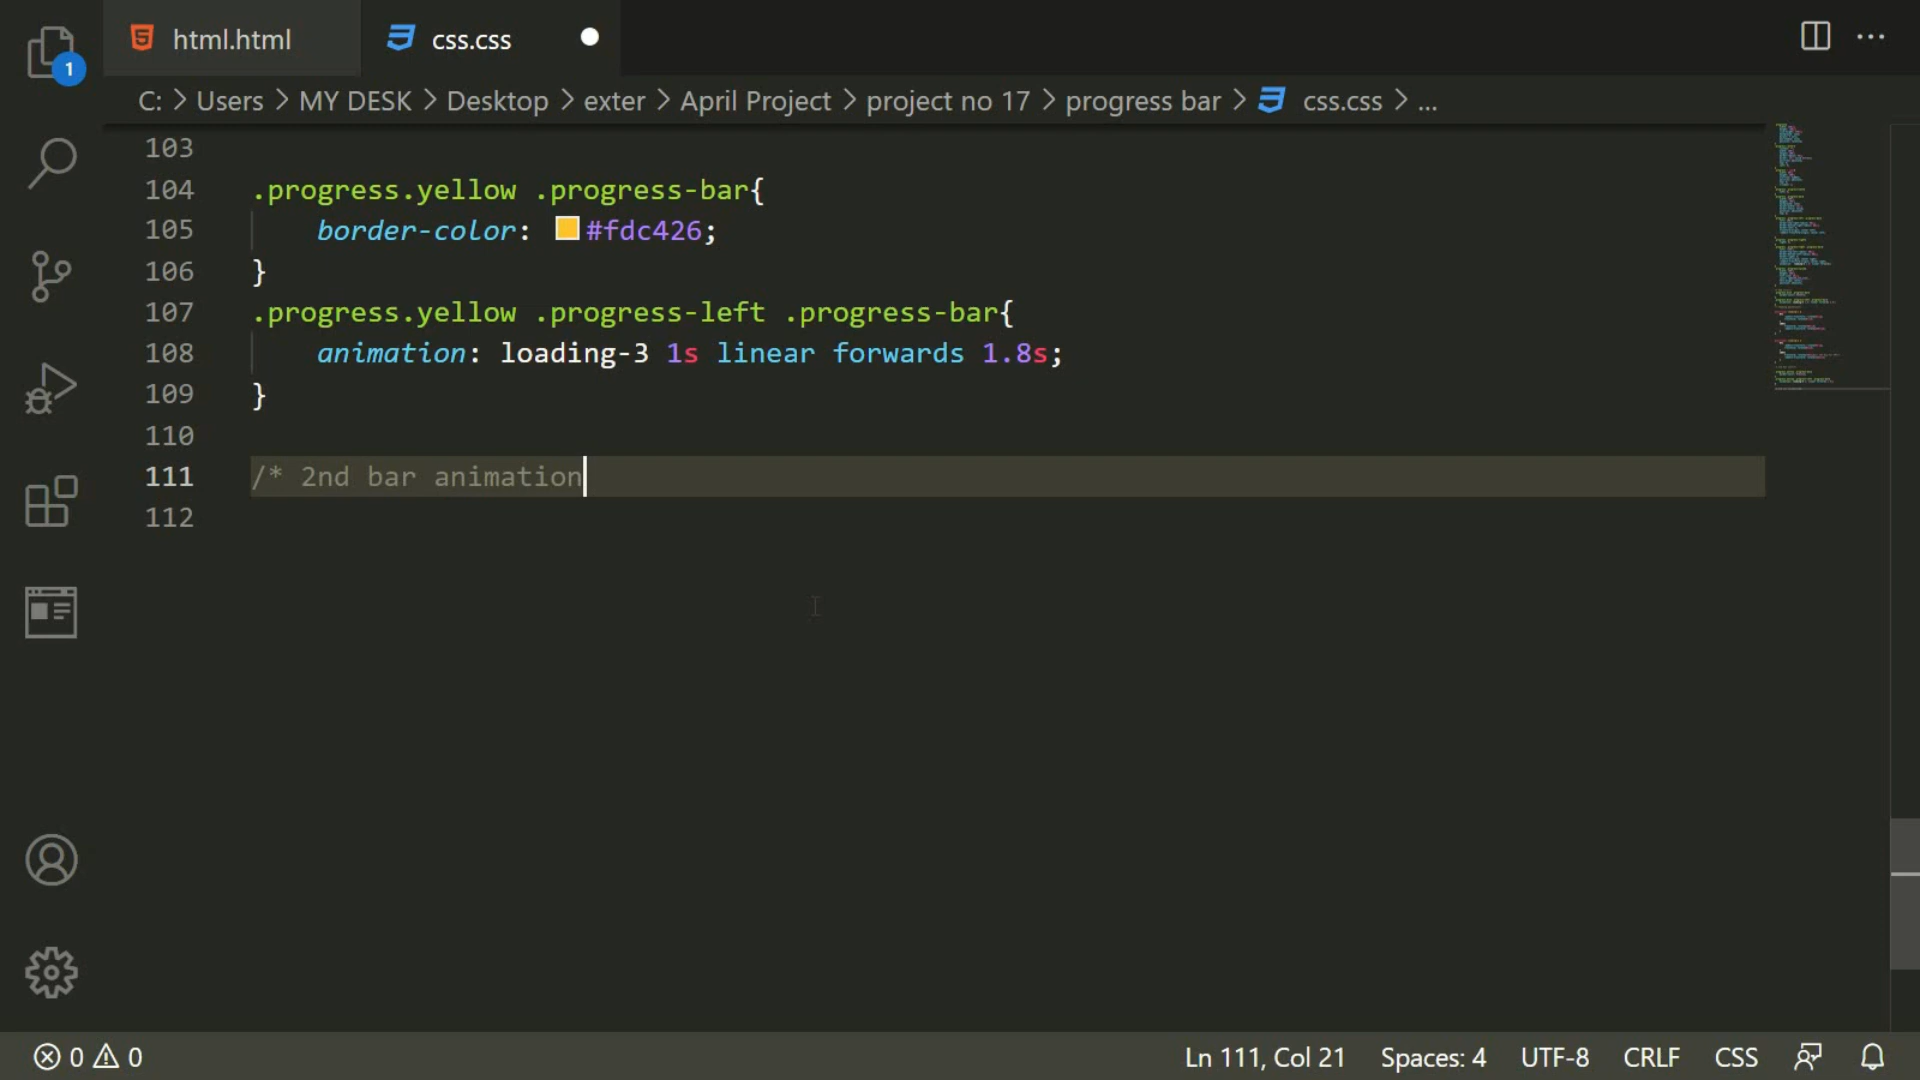 html.html
css.css
1
C: > Users > MY DESK > Desktop > exter > April Project > project no 17 > progress bar > css.css > ...
103
104 .progress.yellow .progress-bar{
105 border-color: #fdc426;
106 }
107 .progress.yellow .progress-left .progress-bar{
108 animation: loading-3 1s linear forwards 1.8s;
109 }
110
111 /* 2nd bar animation
112
0 0 Ln 111, Col 21 Spaces: 4 UTF-8 CRLF CSS